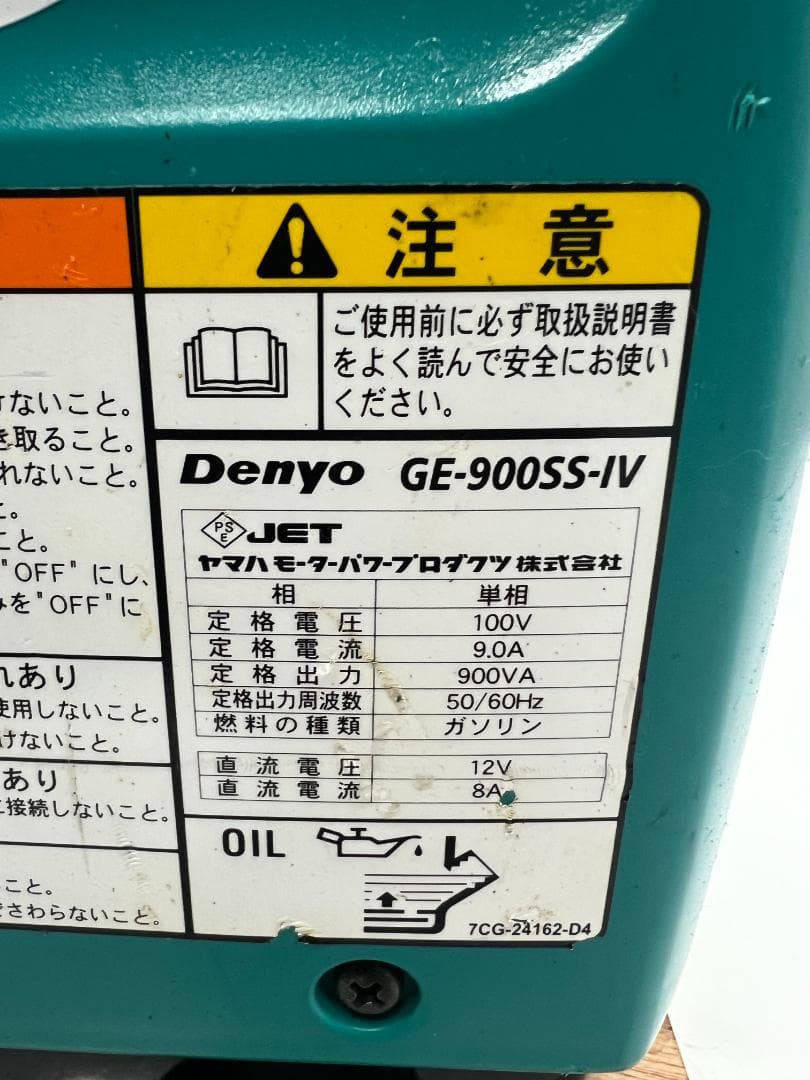 注意
ご使用前に必ず取扱説明書
をよく読んで安全にお使い
ください。
Denyo GE-900SS-IV
PS
E
JET
ヤマハモーターパワープロダクツ株式会社
相 単相
定格電圧 100V
定格電流 9.0A
定格出力 900VA
定格出力周波数 50/60Hz
燃料の種類 ガソリン
直流電圧 12V
直流電流 8A
OIL
7CG-24162-D4
ないこと。
取ること。
れないこと。
こと。
"OFF" にし、
を"OFF"に
れあり
使用しないこと。
けないこと。
あり
に接続しないこと。
こと。
でさわらないこと。